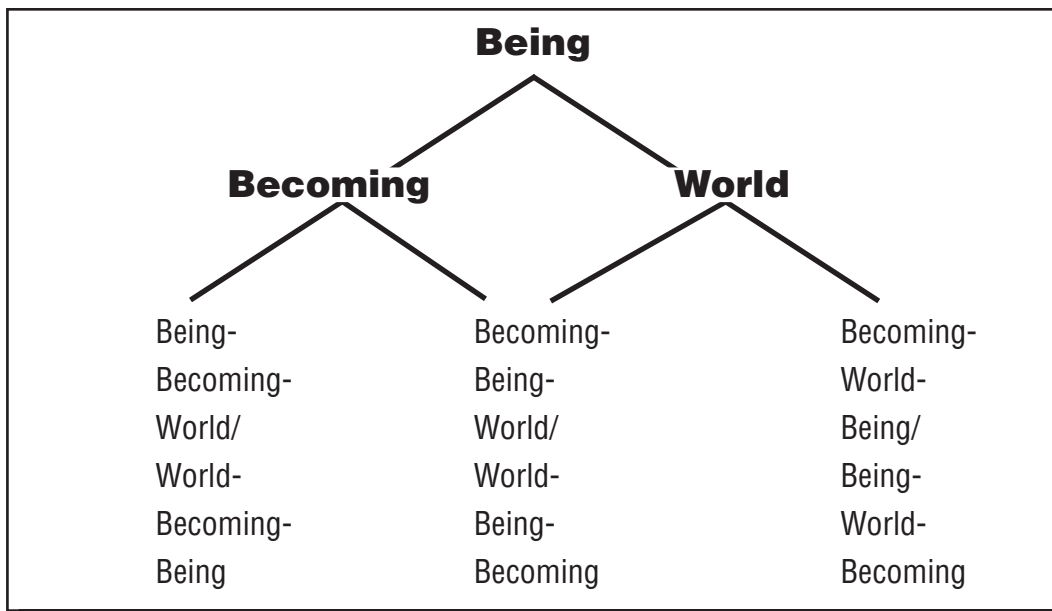 Being
Becoming
World
Being-
Becoming-
World/
World-
Becoming-
Being
Becoming-
Being-
World/
World-
Being-
Becoming
Becoming-
World-
Being/
Being-
World-
Becoming